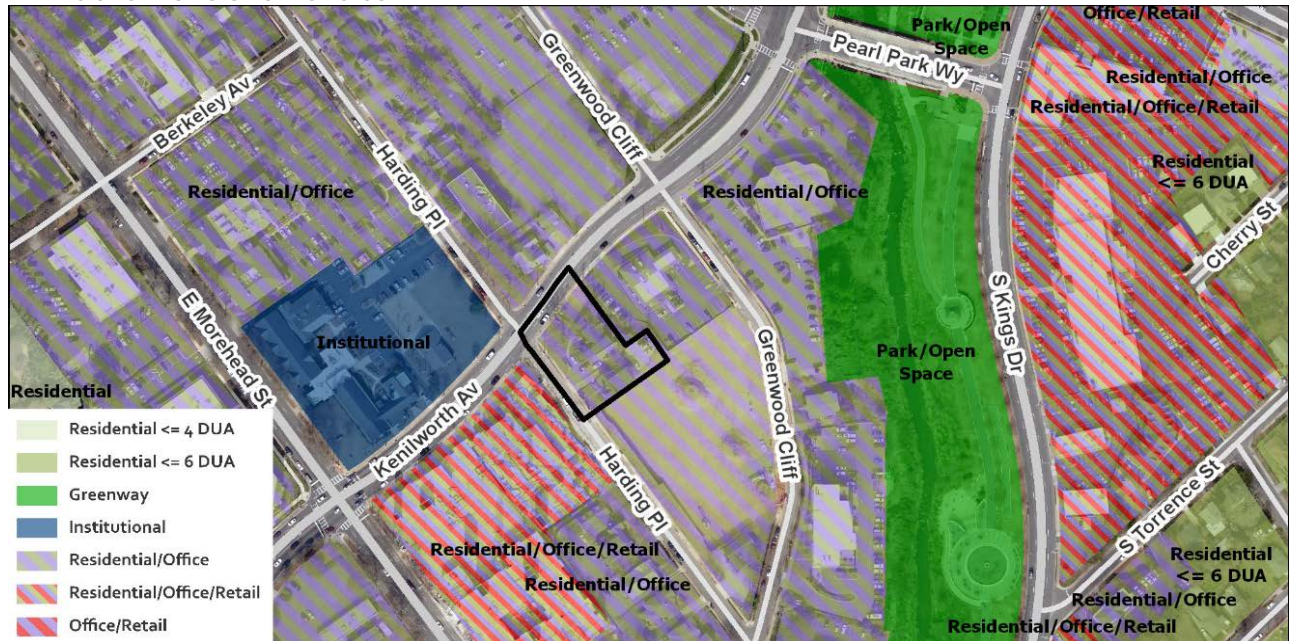 Office/Retail
Park/Open
Space
Pearl Park Wy
Greenwood Cliff
Residential/Office
Residential/Office/Retail
Berkeley Av
Harding Pl
Residential
<= 6 DUA
Residential/Office
Residential/Office
Cherry St
S Kings Dr
E Morehead St
Institutional
Greenwood Cliff
Park/Open
Space
Residential
Kenilworth Av
Harding Pl
S Torrence St
Residential/Office/Retail
Residential/Office
Residential
<= 6 DUA
Residential/Office
Residential/Office/Retail
Residential <= 4 DUA
Residential <= 6 DUA
Greenway
Institutional
Residential/Office
Residential/Office/Retail
Office/Retail